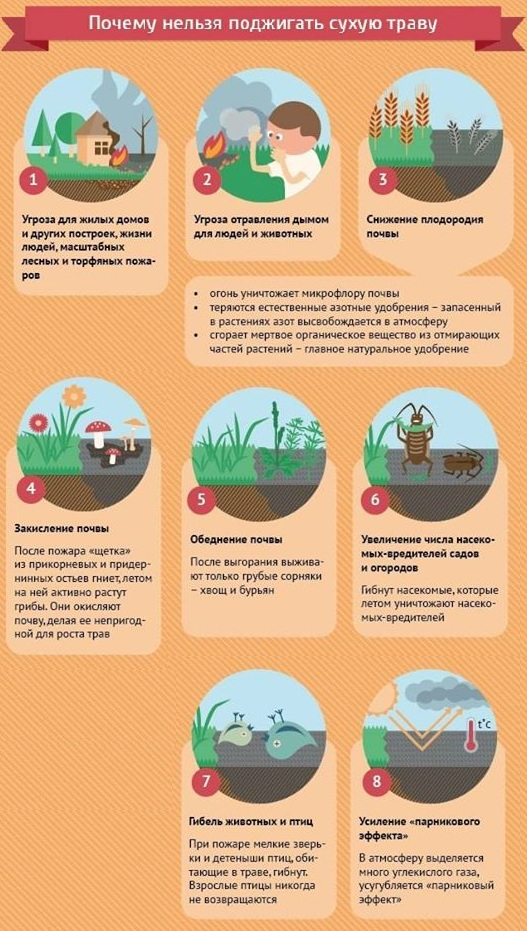 Почему нельзя поджигать сухую траву
1
Угроза для жилых домов
и других построек, жизни
людей, масштабных
лесных и торфяных пожа-
ров
2
Угроза отравления дымом
для людей и животных
3
Снижение плодородия
почвы
• огонь уничтожает микрофлору почвы
• теряются естественные азотные удобрения – запасенный
в растениях азот высвобождается в атмосферу
• сгорает мертвое органическое вещество из отмирающих
частей растений – главное натуральное удобрение
4
Закисление почвы
После пожара «щетка»
из прикорневых и придер-
нинных остьев гниет, летом
на ней активно растут
грибы. Они окисляют
почву, делая ее непригод-
ной для роста трав
5
Обеднение почвы
После выгорания выжива-
ют только грубые сорняки
– хвощ и бурьян
6
Увеличение числа насеко-
мых-вредителей садов
и огородов
Гибнут насекомые, которые
летом уничтожают насеко-
мых-вредителей
7
Гибель животных и птиц
При пожаре мелкие зверь-
ки и детеныши птиц, оби-
тающие в траве, гибнут.
Взрослые птицы никогда
не возвращаются
t°c
8
Усиление «парникового
эффекта»
В атмосферу выделяется
много углекислого газа,
усугубляется «парниковый
эффект»